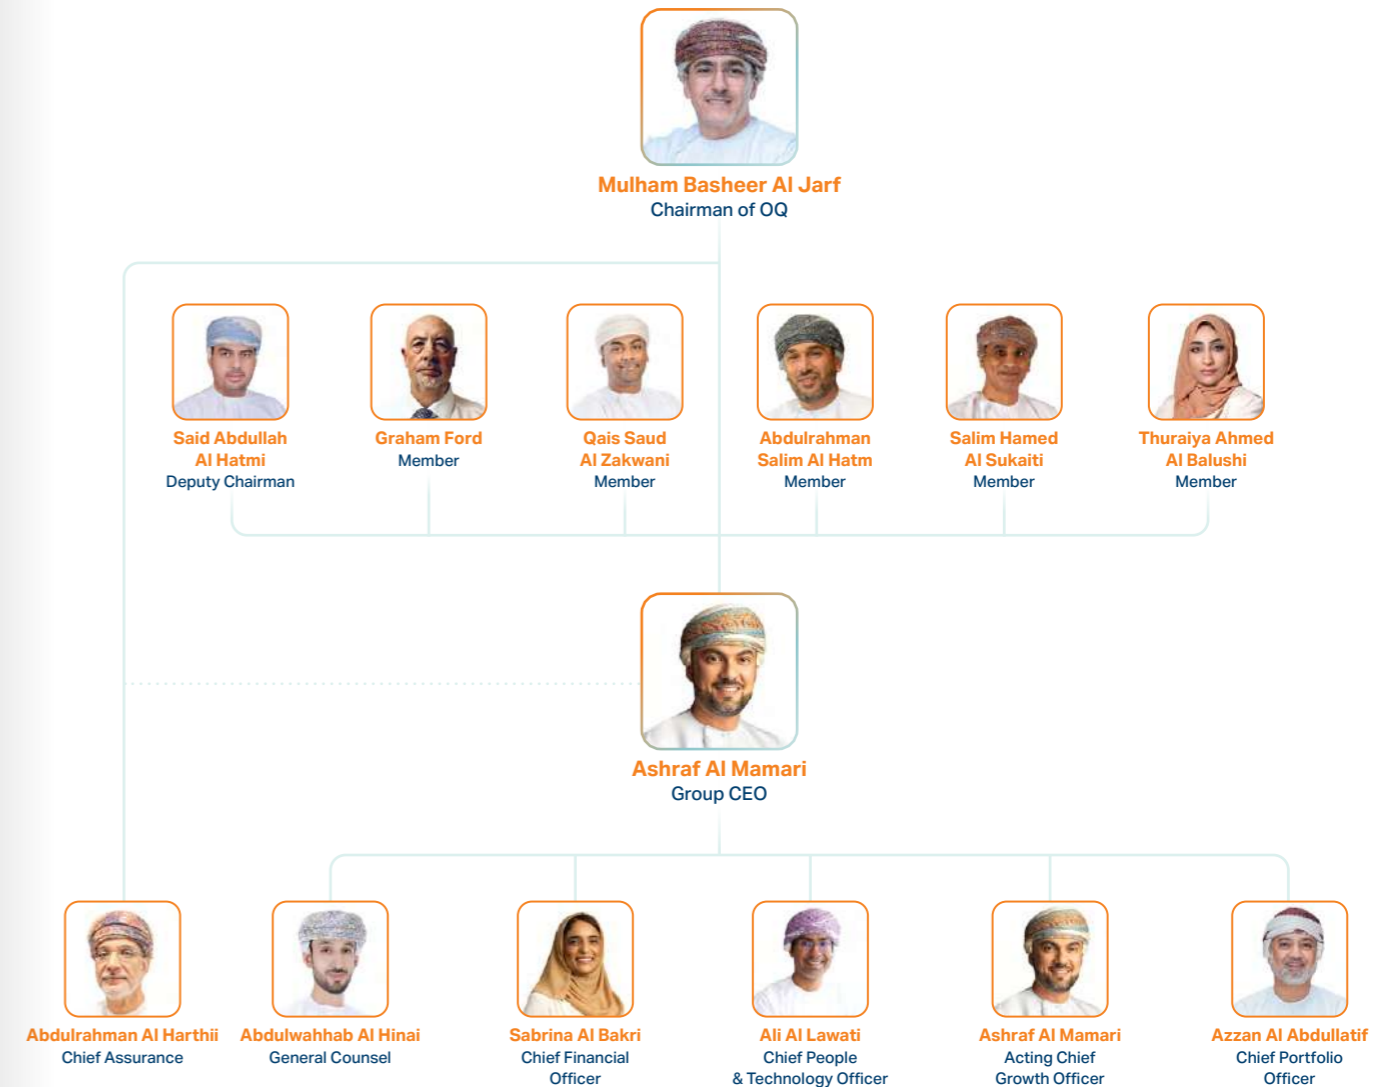 Mulham Basheer Al Jarf
Chairman of OQ
Said Abdullah
Al Hatmi
Deputy Chairman
Graham Ford
Member
Qais Saud
Al Zakwani
Member
Abdulrahman
Salim Al Hatm
Member
Salim Hamed
Al Sukaiti
Member
Thuraiya Ahmed
Al Balushi
Member
Ashraf Al Mamari
Group CEO
Abdulrahman Al Harthii
Chief Assurance
Abdulwahhab Al Hinai
General Counsel
Sabrina Al Bakri
Chief Financial
Officer
Ali Al Lawati
Chief People
& Technology Officer
Ashraf Al Mamari
Acting Chief
Growth Officer
Azzan Al Abdullatif
Chief Portfolio
Officer